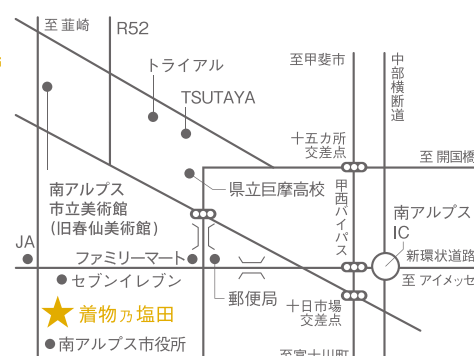 至 韮崎
R52
至甲斐市
中部横断道
トライアル
TSUTAYA
十五カ所
交差点
至 開国橋
南アルプス
市立美術館
(旧春仙美術館)
県立巨摩高校
甲西バイパス
南アルプス
IC
JA
ファミリーマート
新環状道路
セブンイレブン
至 アイメッセ
郵便局
着物乃塩田
十日市場
交差点
南アルプス市役所
至富士川町